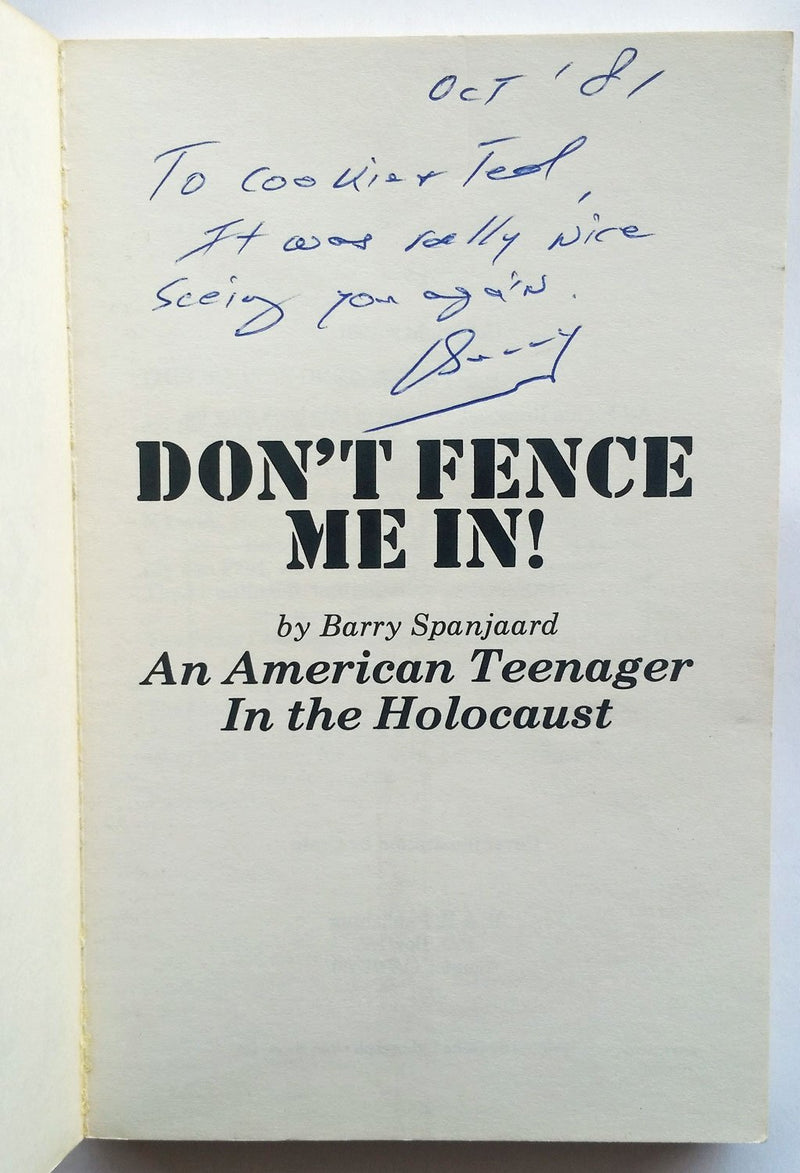 OCT '81
To Cookie + Ted,
It was really nice
seeing you again.
Barry
DON'T FENCE
ME IN!
by Barry Spanjaard
An American Teenager
In the Holocaust